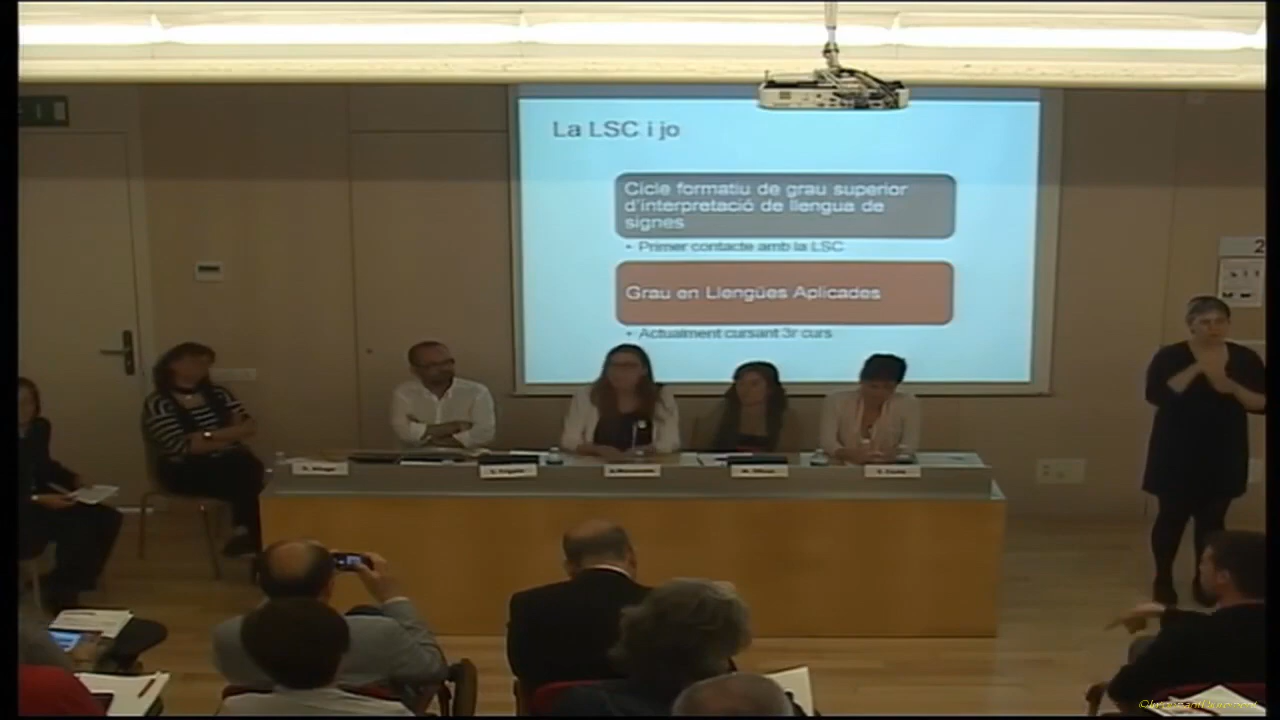 La LSC i jo
Cicle formatiu de grau superior
d'interpretació de llengua de
signes
• Primer contacte amb la LSC
Grau en Llengües Aplicades
• Actualment cursant 3r curs
2